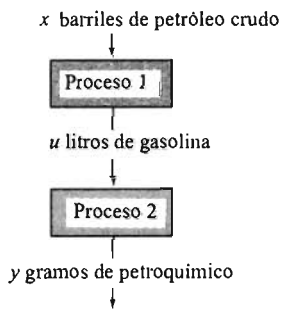 x barriles de petróleo crudo
Proceso 1
u litros de gasolina
Proceso 2
y gramos de petroquimico